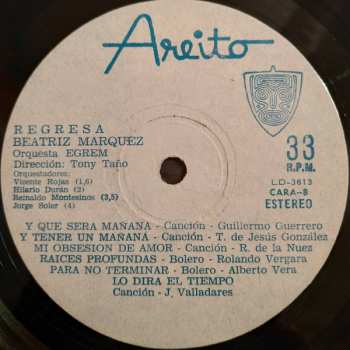 Areito
REGRESA
BEATRIZ MARQUEZ
Orquesta EGREM
Dirección: Tony Taño
Orquestadores:
Vicente Rojas (1,6)
Hilario Durán (2)
Reinaldo Montesinos (3,5)
Jorge Soler (4)
33
R.P.M.
LD-3613
CARA-B
ESTEREO
Y QUE SERA MAÑANA - Canción - Guillermo Guerrero
Y TENER UN MAÑANA - Canción - T. de Jesús González
MI OBSESION DE AMOR - Canción - R. de la Nuez
RAICES PROFUNDAS - Bolero - Rolando Vergara
PARA NO TERMINAR - Bolero - Alberto Vera
LO DIRA EL TIEMPO
Canción - J. Valladares